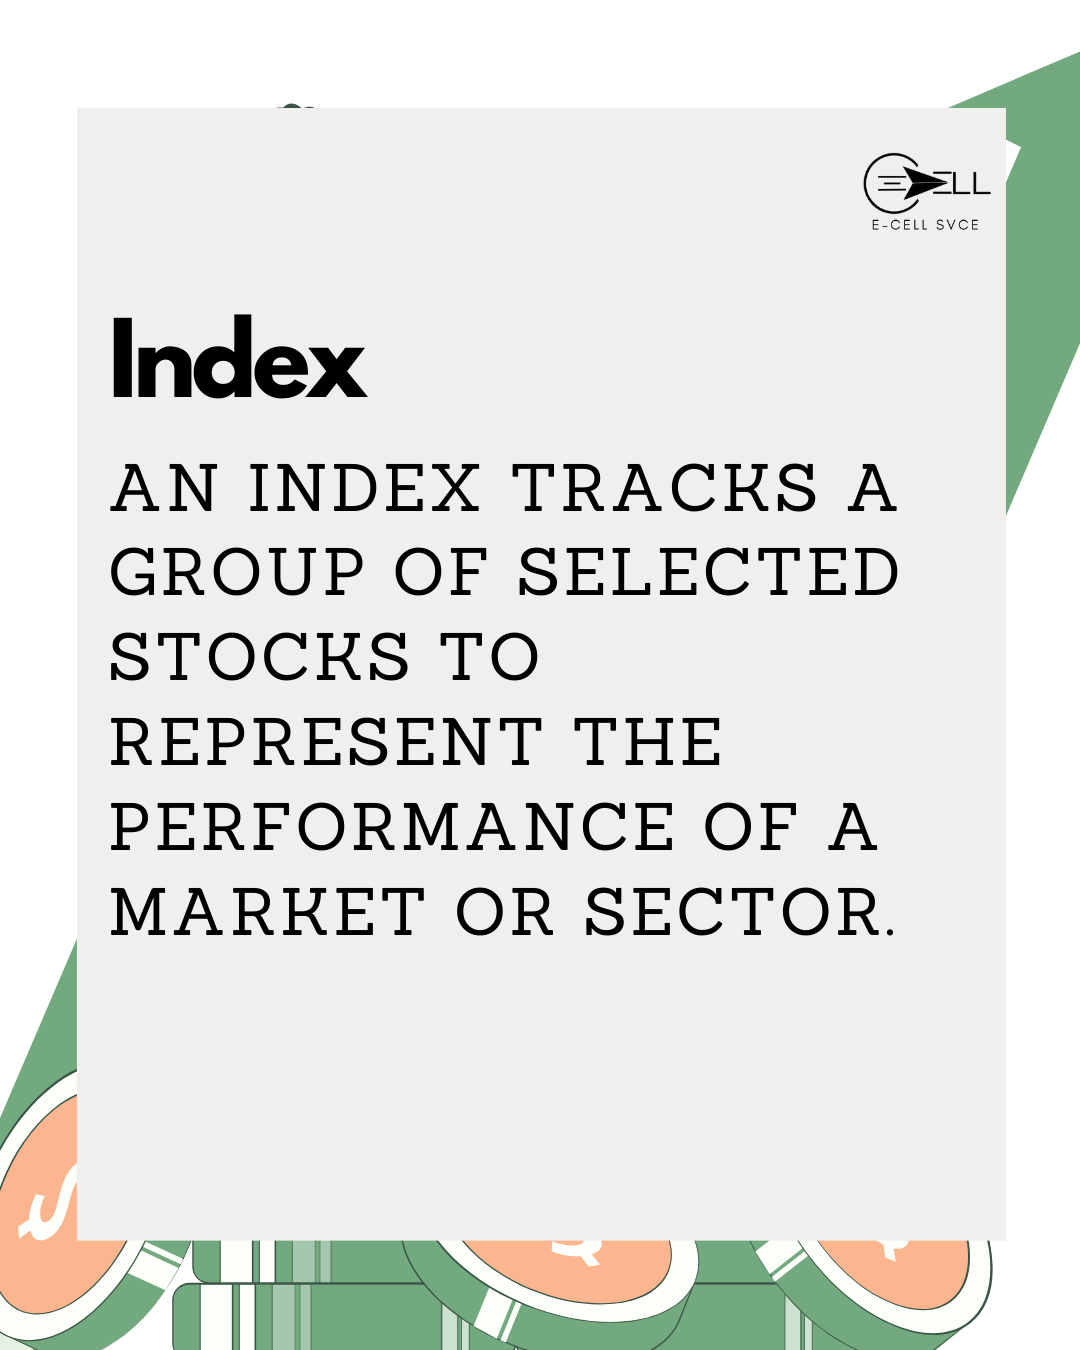 ELL
E-CELL SVCE
Index
AN INDEX TRACKS A
GROUP OF SELECTED
STOCKS TO
REPRESENT THE
PERFORMANCE OF A
MARKET OR SECTOR.